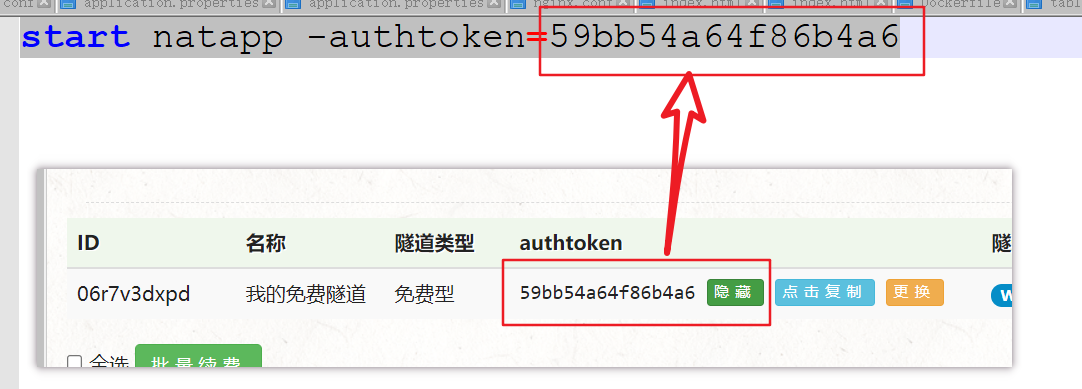 conf application.properties application.properties nginx.conf index.html index.html Dockerfile tabl
start natapp -authtoken=59bb54a64f86b4a6
ID 名称 隧道类型 authtoken 隧
06r7v3dxpd 我的免费隧道 免费型 59bb54a64f86b4a6 隐藏 点击复制 更换 W
全选 批量续费